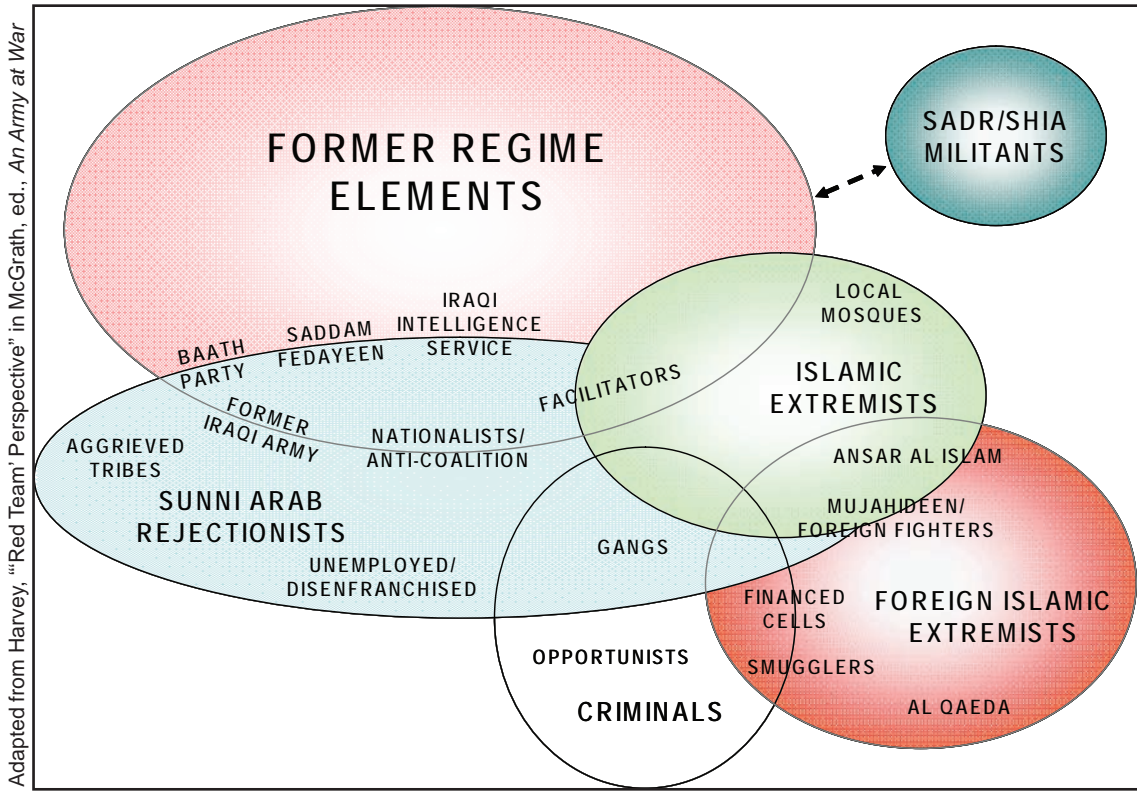 Adapted from Harvey, “‘Red Team’ Perspective” in McGrath, ed., An Army at War
FORMER REGIME
ELEMENTS
SADR/SHIA
MILITANTS
IRAQI
INTELLIGENCE
SERVICE
SADDAM
FEDAYEEN
BAATH
PARTY
LOCAL
MOSQUES
FACILITATORS
ISLAMIC
EXTREMISTS
FORMER
IRAQI ARMY
NATIONALISTS/
ANTI-COALITION
AGGRIEVED
TRIBES
SUNNI ARAB
REJECTIONISTS
ANSAR AL ISLAM
MUJAHIDEEN/
FOREIGN FIGHTERS
GANGS
UNEMPLOYED/
DISENFRANCHISED
FINANCED
CELLS
FOREIGN ISLAMIC
EXTREMISTS
OPPORTUNISTS
SMUGGLERS
CRIMINALS
AL QAEDA